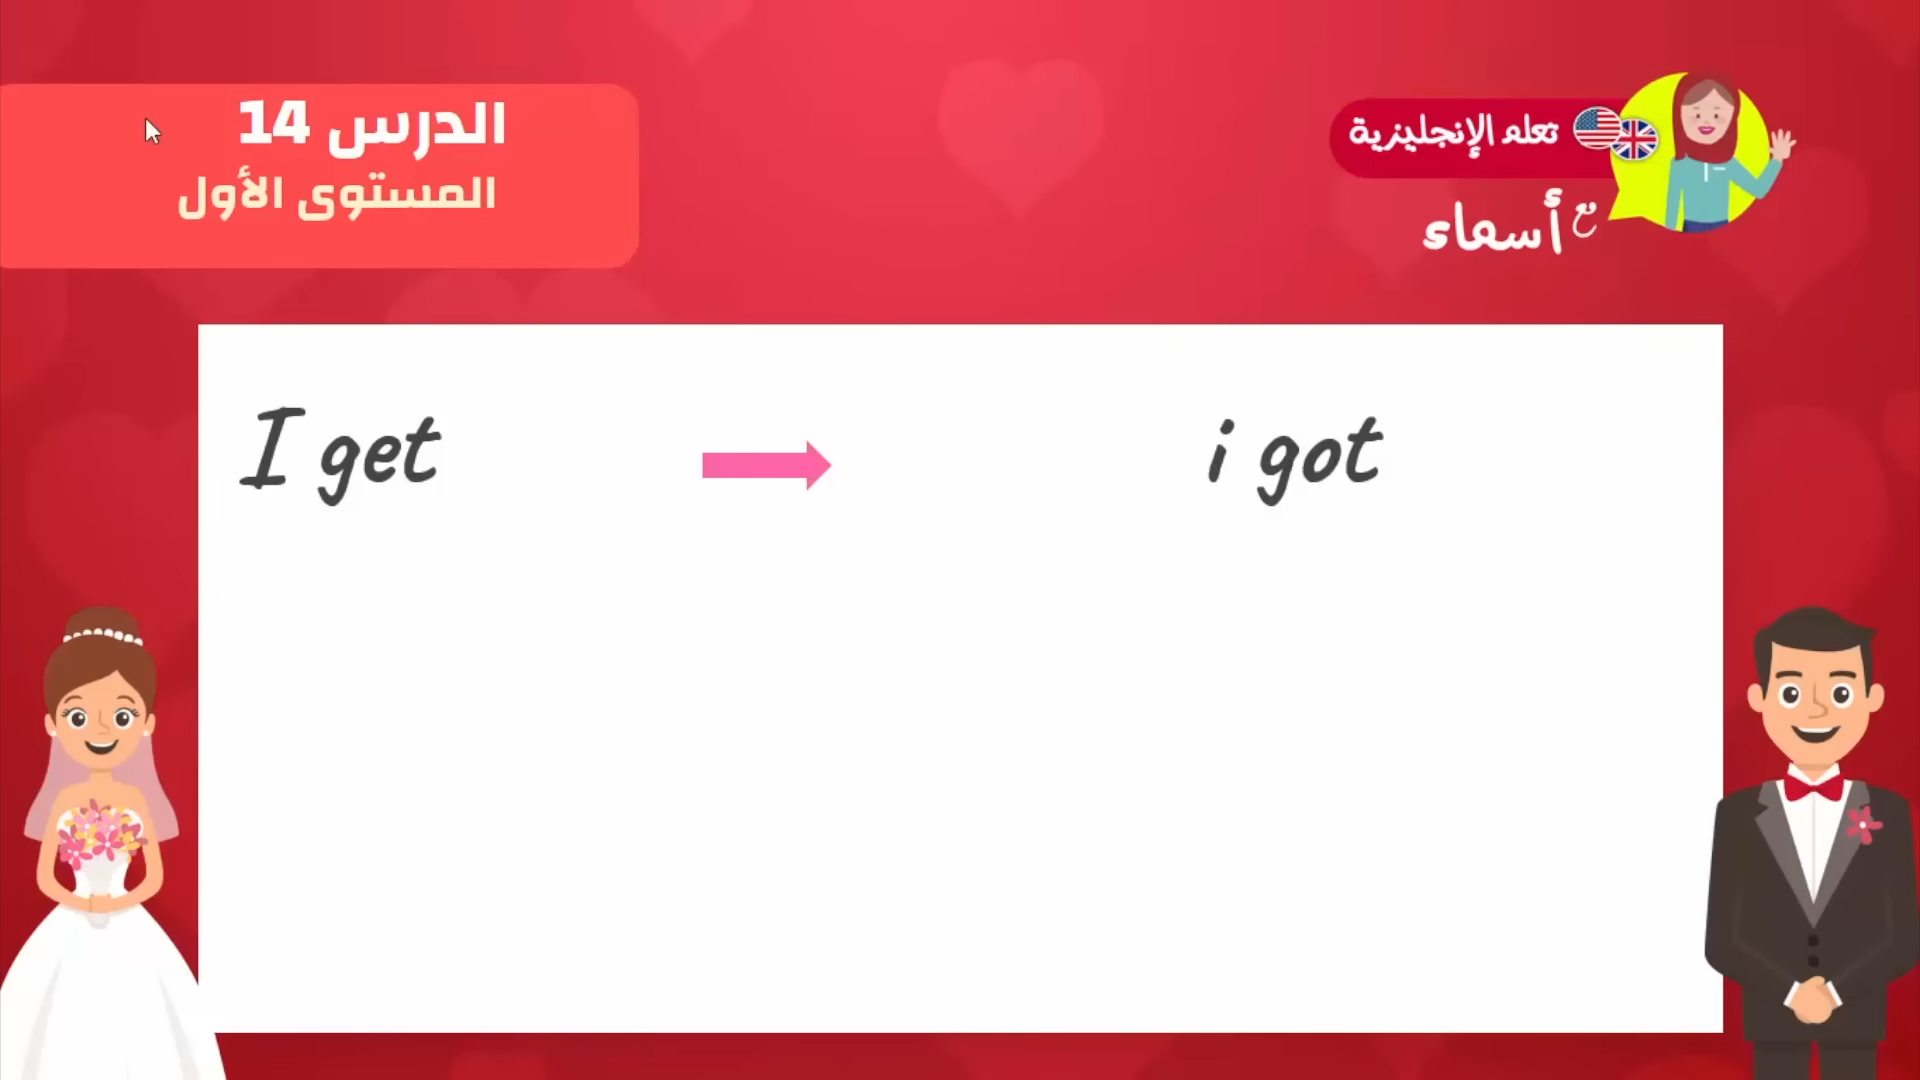 الدرس 14
المستوى الأول
تعلم الإنجليزية
مع أسماء
I get
i got